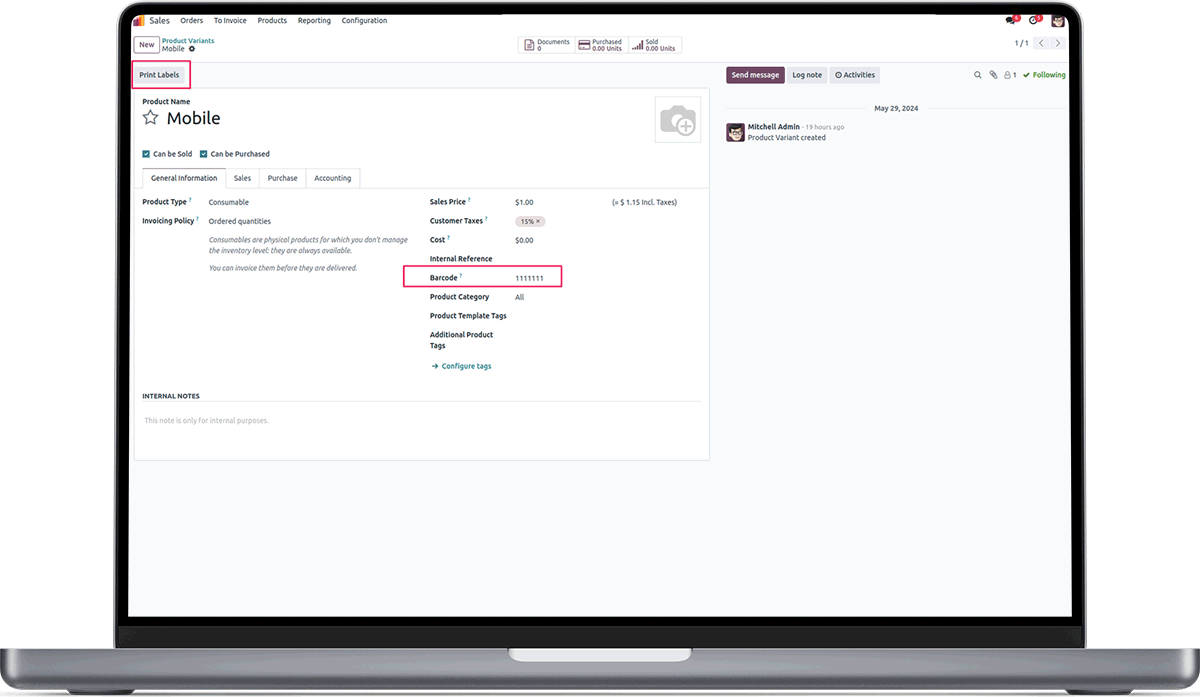 Sales Orders To Invoice Products Reporting Configuration
New Product Variants
Mobile
Documents
0
Purchased
0.00 Units
Sold
0.00 Units
1 / 1
Print Labels
Send message Log note Activities
1 Following
Product Name
Mobile
Can be Sold Can be Purchased
General Information Sales Purchase Accounting
Product Type ? Consumable
Invoicing Policy ? Ordered quantities
Consumables are physical products for which you don't manage
the inventory level: they are always available.
You can invoice them before they are delivered.
Sales Price ? $1.00 (= $ 1.15 Incl. Taxes)
Customer Taxes ? 15% ×
Cost ? $0.00
Internal Reference
Barcode ? 1111111
Product Category All
Product Template Tags
Additional Product
Tags
→ Configure tags
INTERNAL NOTES
This note is only for internal purposes.
May 29, 2024
Mitchell Admin - 19 hours ago
Product Variant created